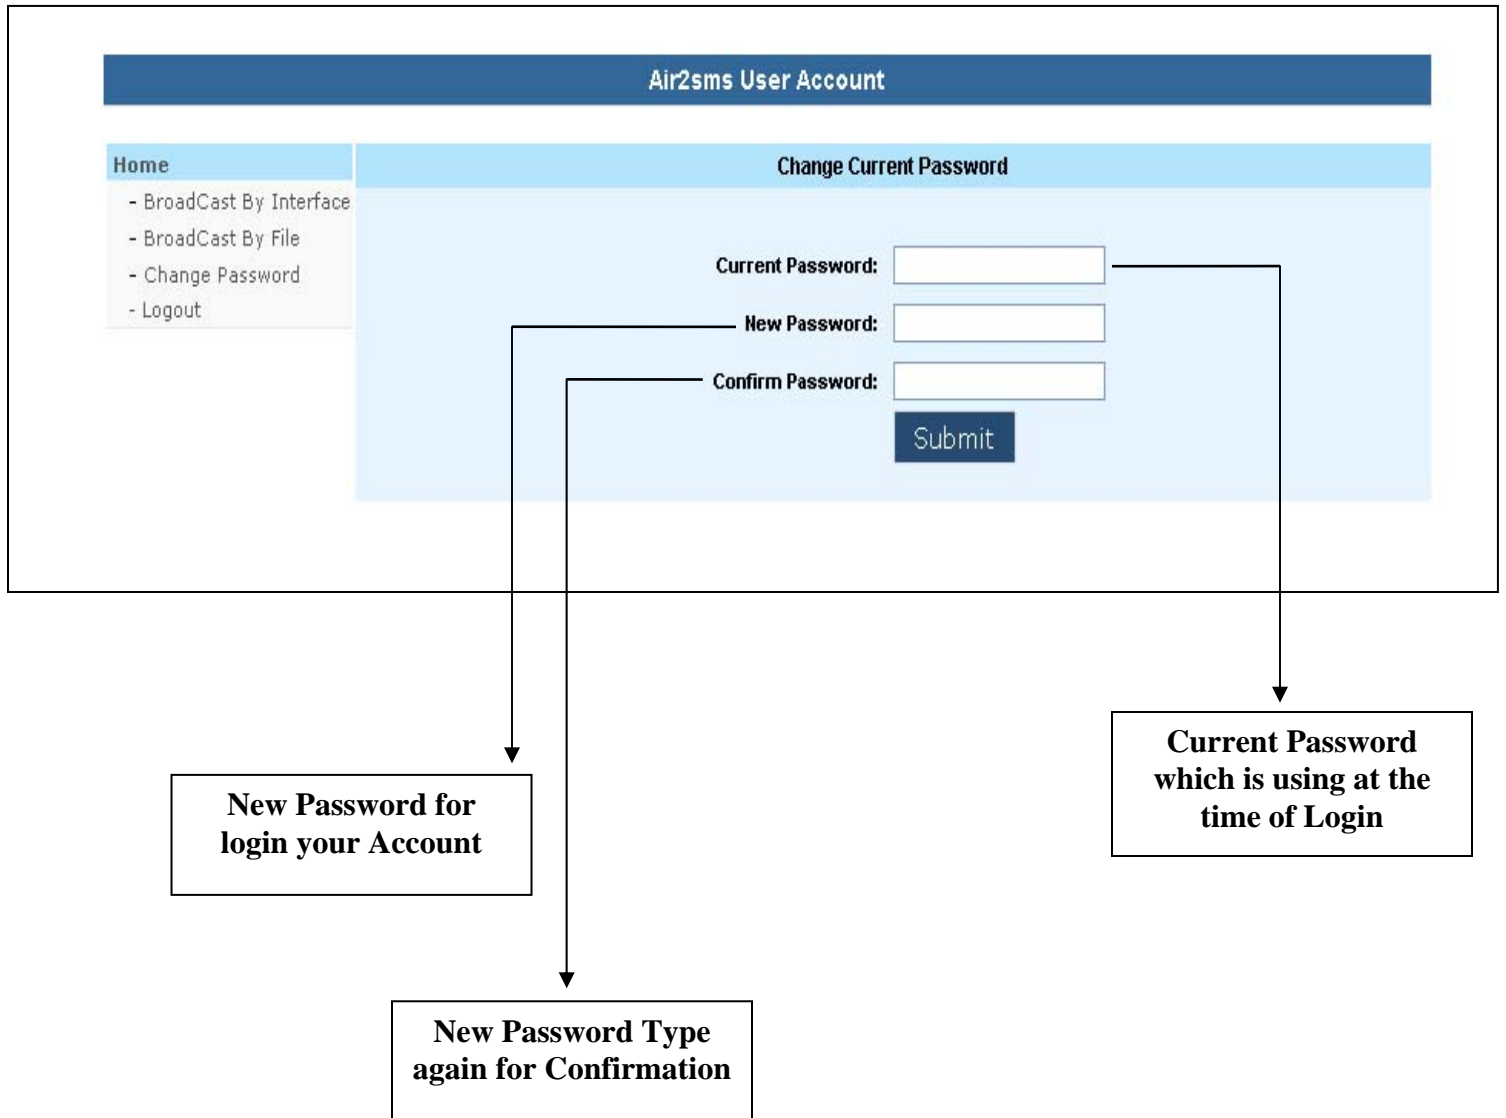 Air2sms User Account
Home
- BroadCast By Interface
- BroadCast By File
- Change Password
- Logout
Change Current Password
Current Password:
New Password:
Confirm Password:
Submit
Current Password
which is using at the
time of Login
New Password for
login your Account
New Password Type
again for Confirmation